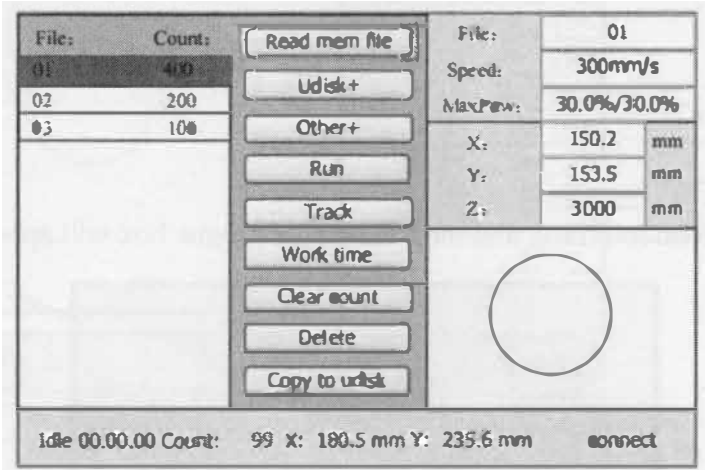 File: Count:
01 400
02 200
03 100
Read mem file
Udisk+
Other+
Run
Track
Work time
Clear count
Delete
Copy to udisk
File: 01
Speed: 300mm/s
MaxPow: 30.0%/30.0%
X: 150.2 mm
Y: 153.5 mm
Z: 3000 mm
Idle 00.00.00 Count: 99 X: 180.5 mm Y: 235.6 mm connect